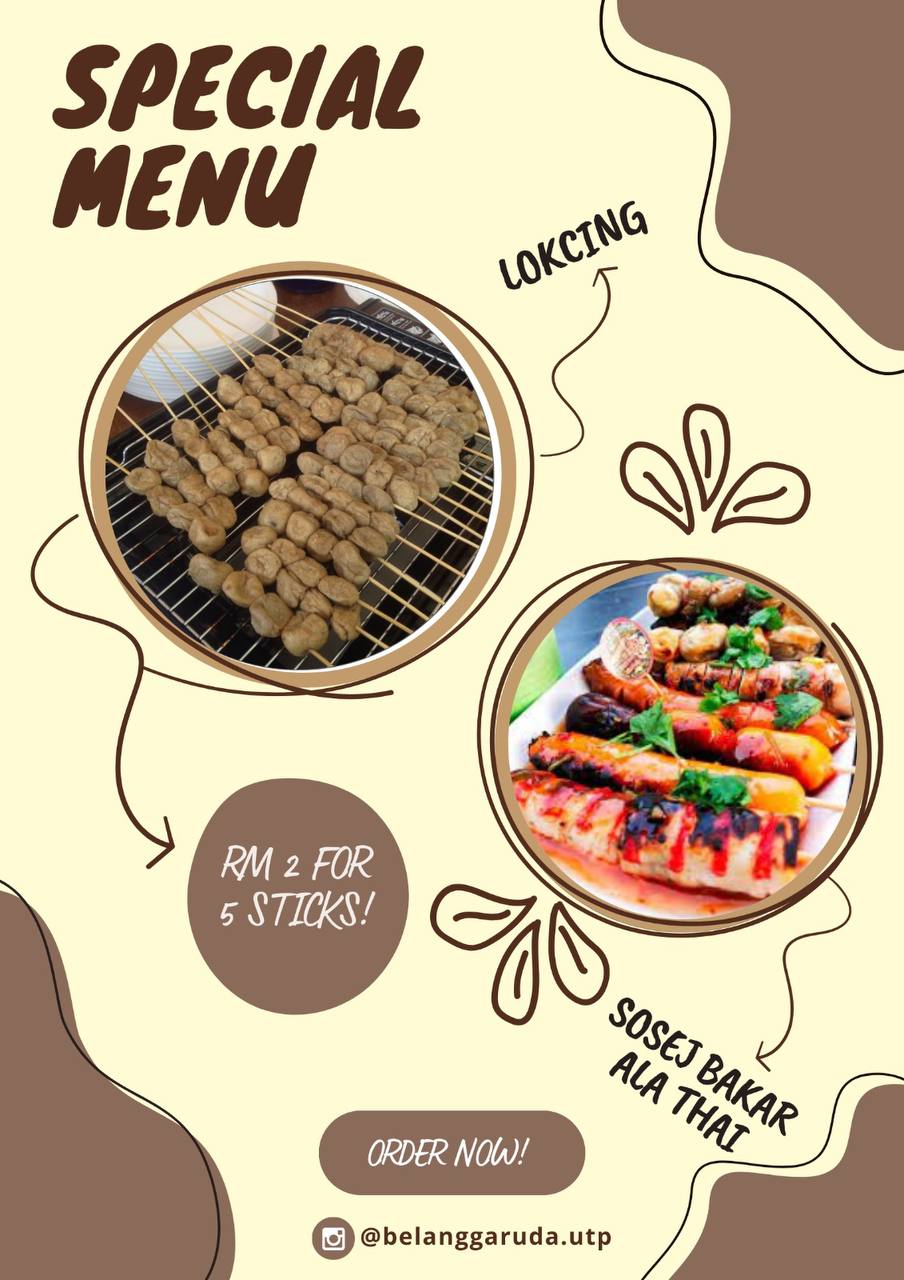 SPECIAL
MENU
LOKCING
RM 2 FOR
5 STICKS!
SOSEJ BAKAR
ALA THAI
ORDER NOW!
@belanggaruda.utp